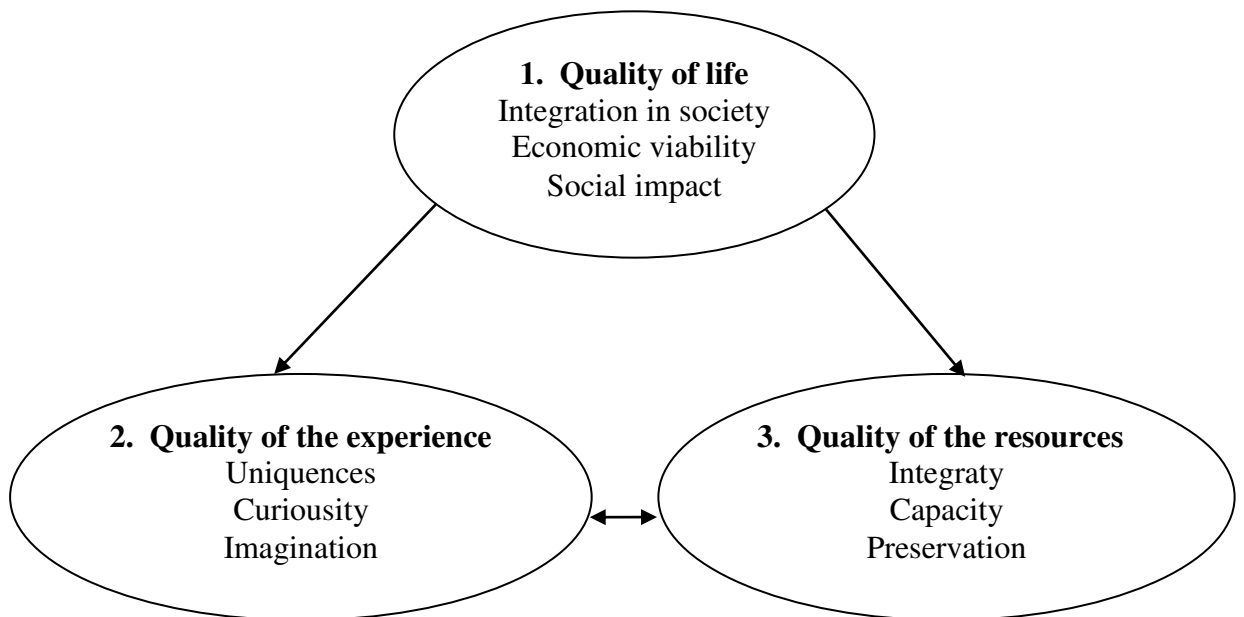 1. Quality of life
Integration in society
Economic viability
Social impact
2. Quality of the experience
Uniquences
Curiousity
Imagination
3. Quality of the resources
Integraty
Capacity
Preservation